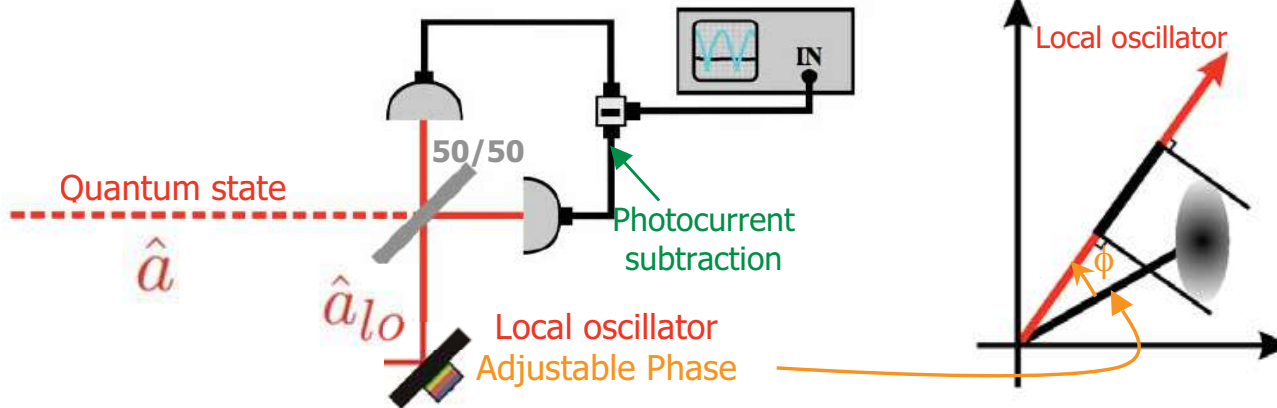 Local oscillator
IN
50/50
Quantum state
â
Photocurrent
subtraction
â_lo
Local oscillator
Adjustable Phase
ϕ
-